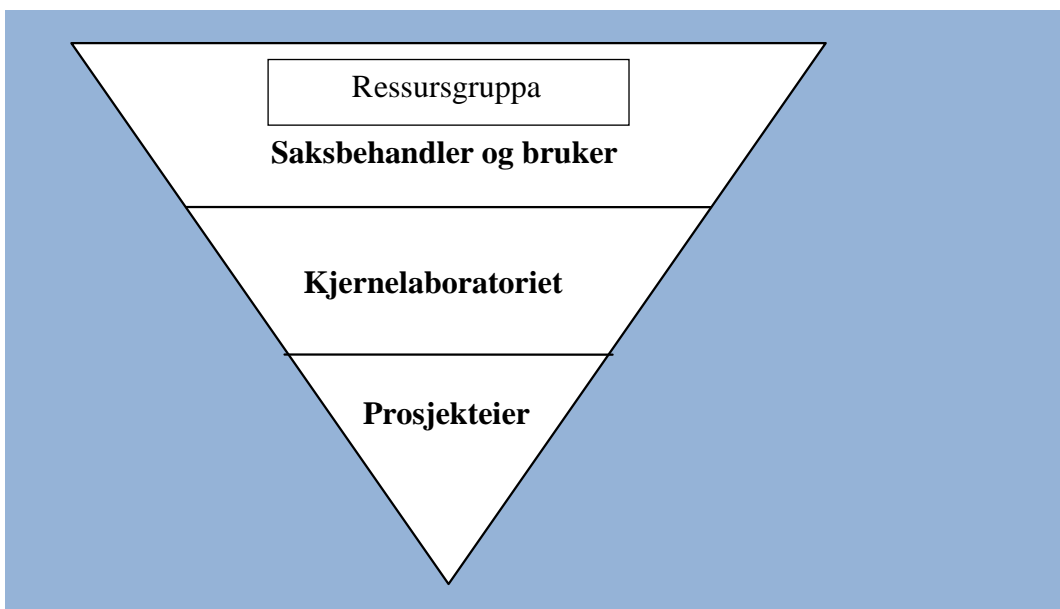 Ressursgruppa
Saksbehandler og bruker
Kjernelaboratoriet
Prosjekteier